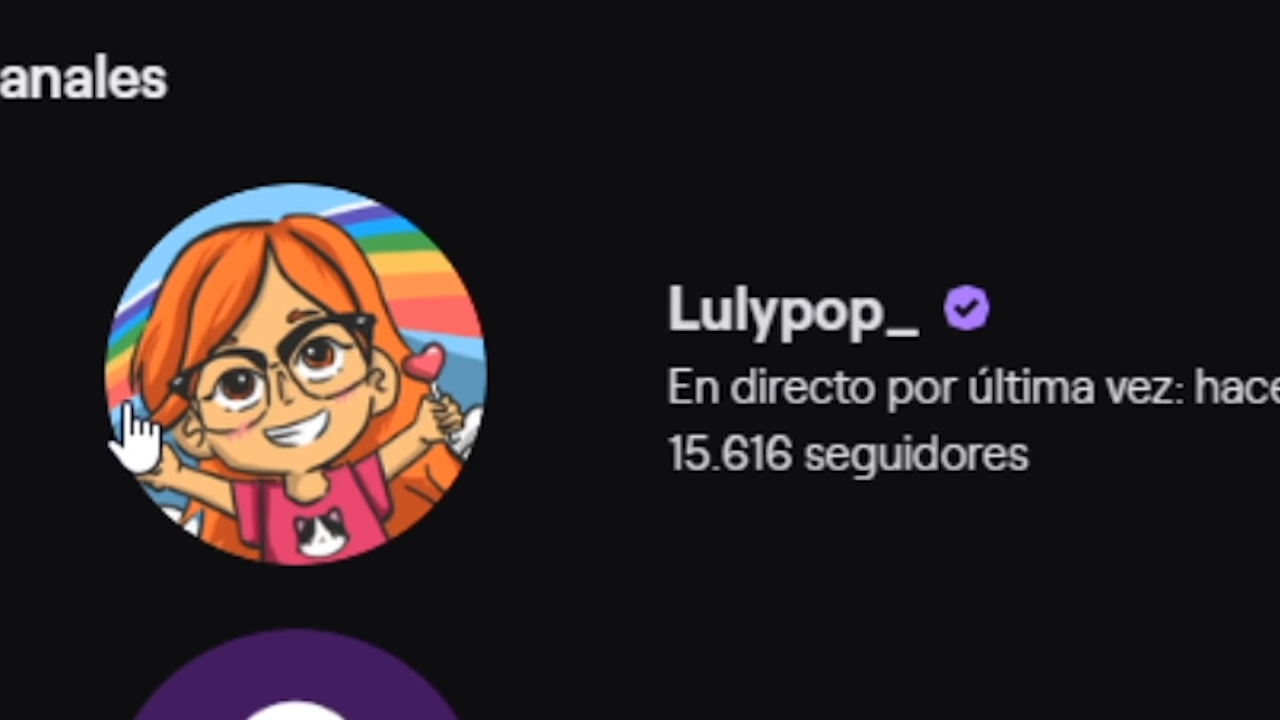 anales
Lulypop_
En directo por última vez: hace
15.616 seguidores